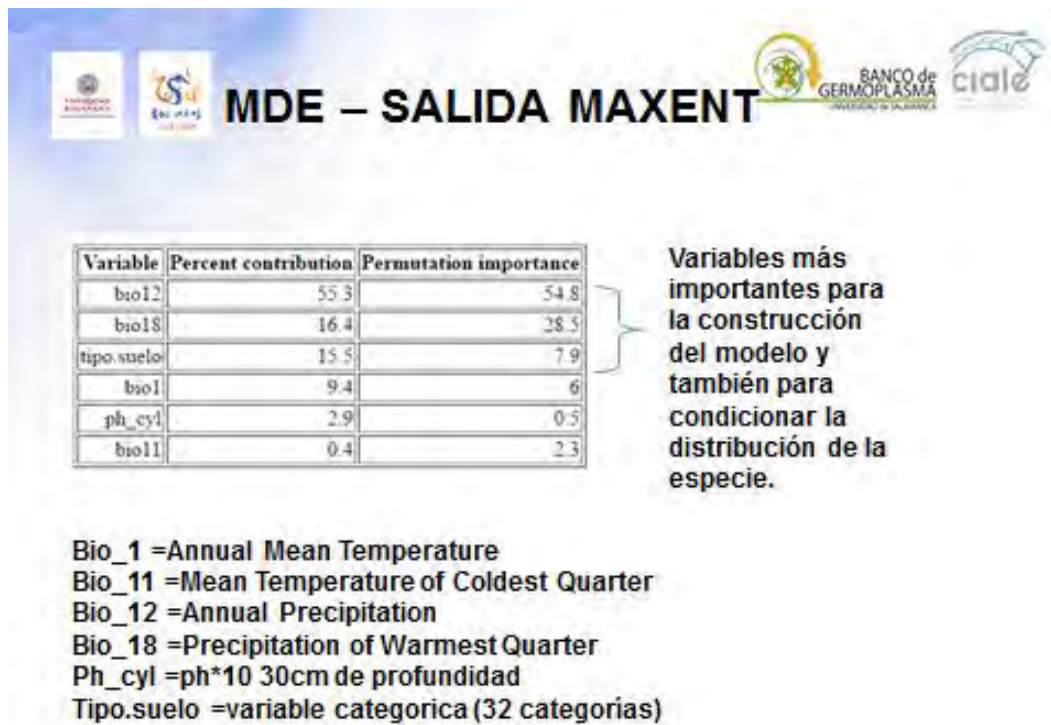 MDE – SALIDA MAXENT
BANCO de
GERMOPLASMA
UNIVERSIDAD DE SALAMANCA
ciale
Variable Percent contribution Permutation importance
bio12 55.3 54.8
bio18 16.4 28.5
tipo.suelo 15.5 7.9
bio1 9.4 6
ph_cyl 2.9 0.5
bio11 0.4 2.3
Variables más
importantes para
la construcción
del modelo y
también para
condicionar la
distribución de la
especie.
Bio_1 =Annual Mean Temperature
Bio_11 =Mean Temperature of Coldest Quarter
Bio_12 =Annual Precipitation
Bio_18 =Precipitation of Warmest Quarter
Ph_cyl =ph*10 30cm de profundidad
Tipo.suelo =variable categorica (32 categorías)